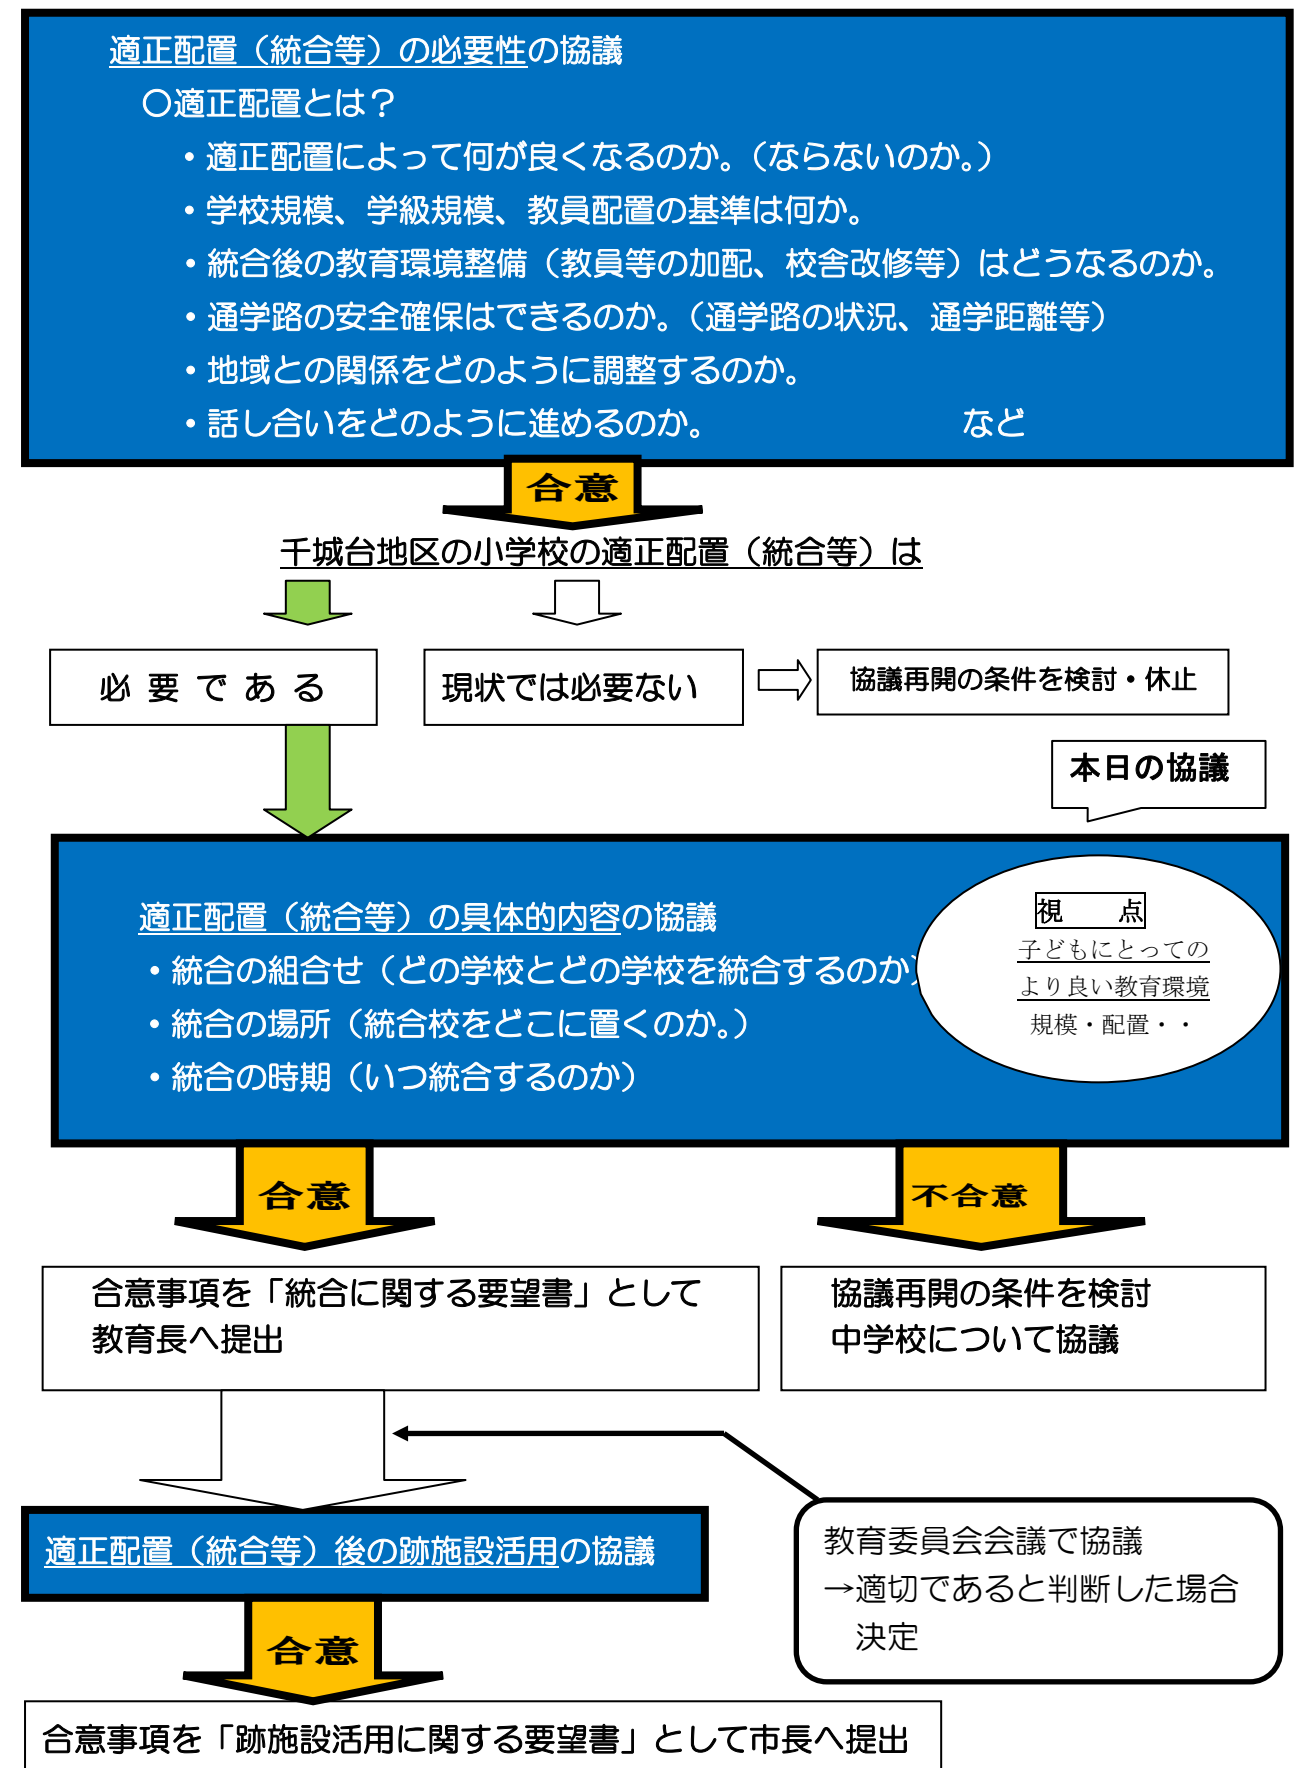 適正配置（統合等）の必要性の協議
〇適正配置とは？
・適正配置によって何が良くなるのか。（ならないのか。）
・学校規模、学級規模、教員配置の基準は何か。
・統合後の教育環境整備（教員等の加配、校舎改修等）はどうなるのか。
・通学路の安全確保はできるのか。（通学路の状況、通学距離等）
・地域との関係をどのように調整するのか。
・話し合いをどのように進めるのか。　　　　　　　　など
合意
千城台地区の小学校の適正配置（統合等）は
必 要 で あ る
現状では必要ない
協議再開の条件を検討・休止
本日の協議
適正配置（統合等）の具体的内容の協議
・統合の組合せ（どの学校とどの学校を統合するのか）
・統合の場所（統合校をどこに置くのか。）
・統合の時期（いつ統合するのか）
視　　点
子どもにとっての
より良い教育環境
規模・配置・・
合意
不合意
合意事項を「統合に関する要望書」として
教育長へ提出
協議再開の条件を検討
中学校について協議
適正配置（統合等）後の跡施設活用の協議
教育委員会会議で協議
→適切であると判断した場合
決定
合意
合意事項を「跡施設活用に関する要望書」として市長へ提出